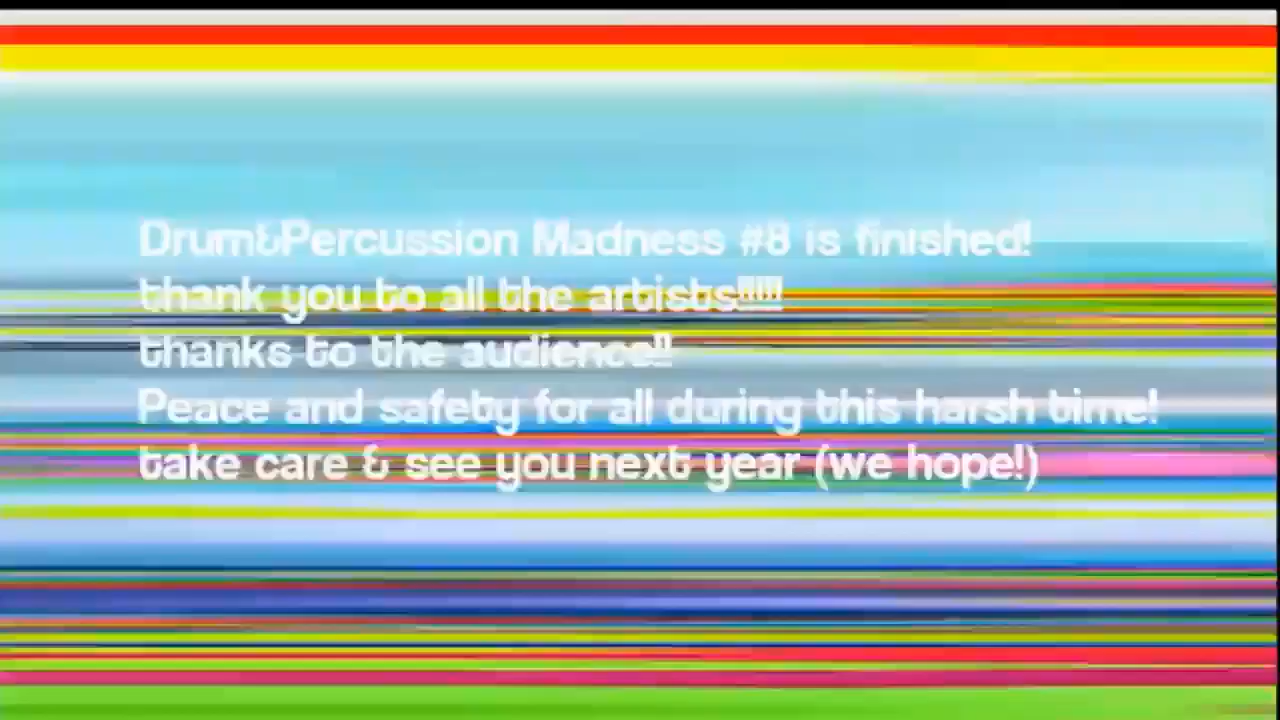 Drum&Percussion Madness #8 is finished!
thank you to all the artists!!!!!
thanks to the audience!!
Peace and safety for all during this harsh time!
take care & see you next year (we hope!)